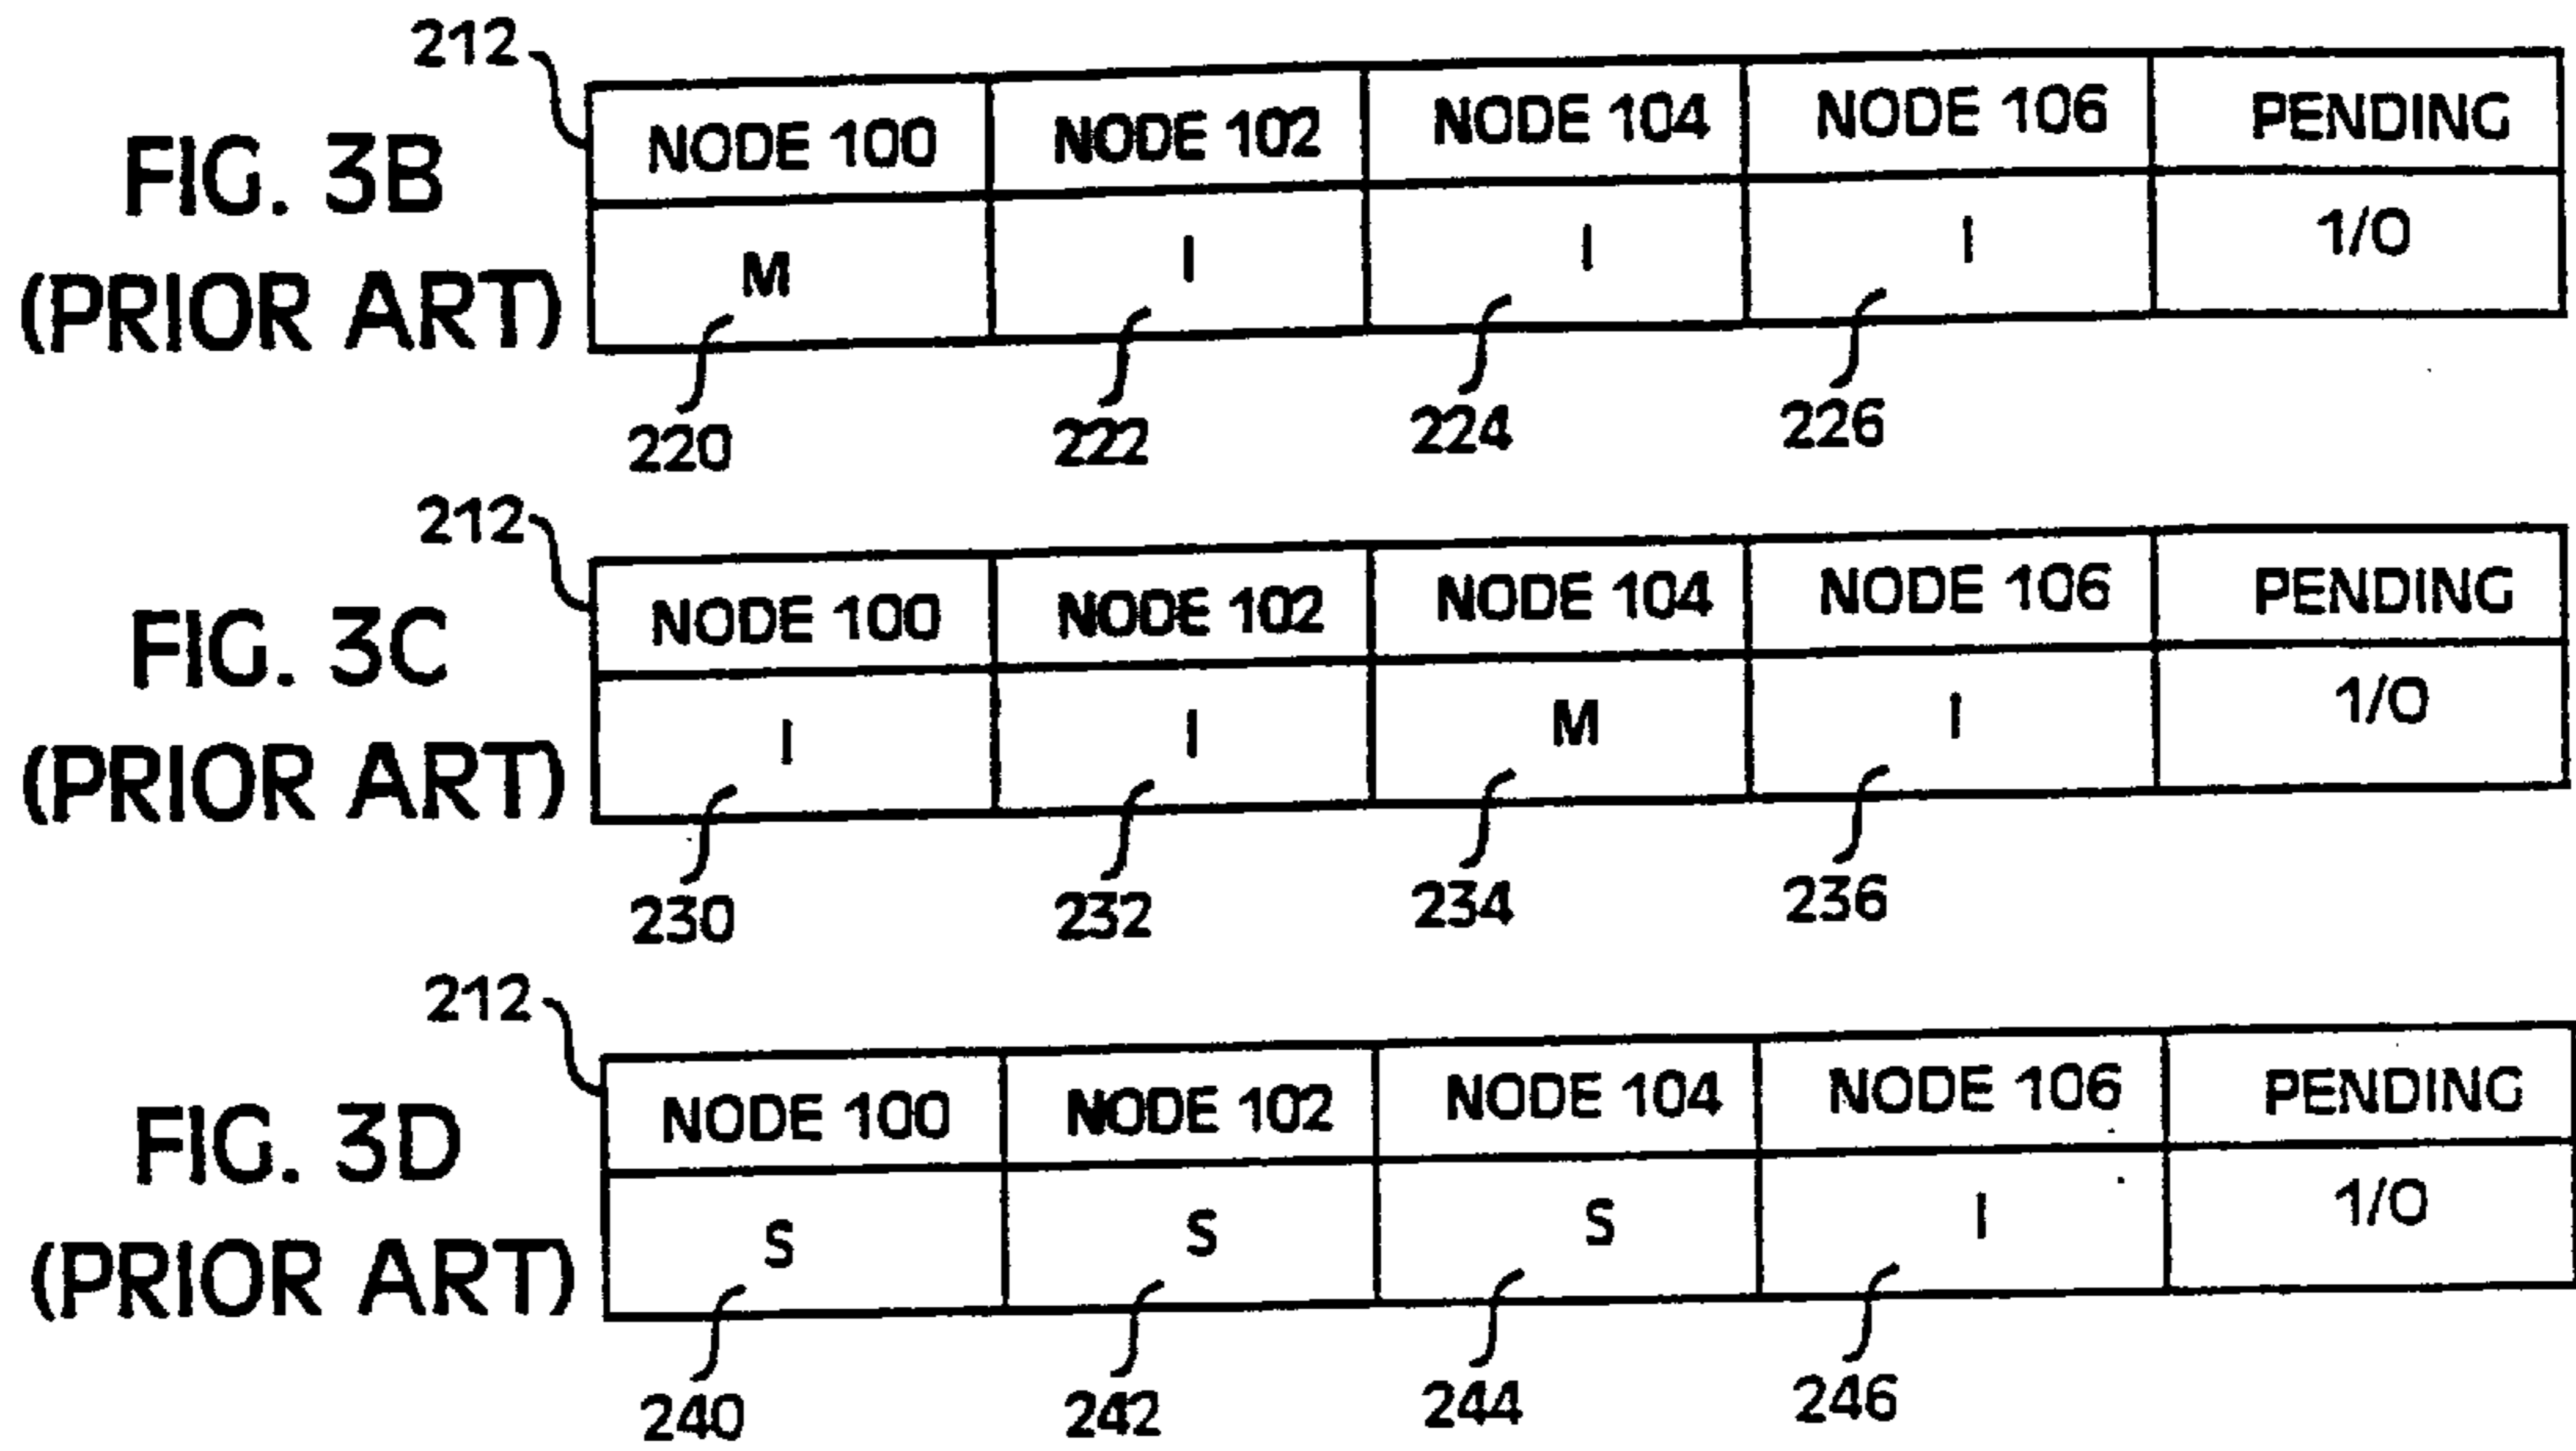 212
FIG. 3B
(PRIOR ART)
NODE 100 NODE 102 NODE 104 NODE 106 PENDING
M I I I 1/0
220 222 224 226
212
FIG. 3C
(PRIOR ART)
NODE 100 NODE 102 NODE 104 NODE 106 PENDING
I I M I 1/0
230 232 234 236
212
FIG. 3D
(PRIOR ART)
NODE 100 NODE 102 NODE 104 NODE 106 PENDING
S S S I 1/0
240 242 244 246